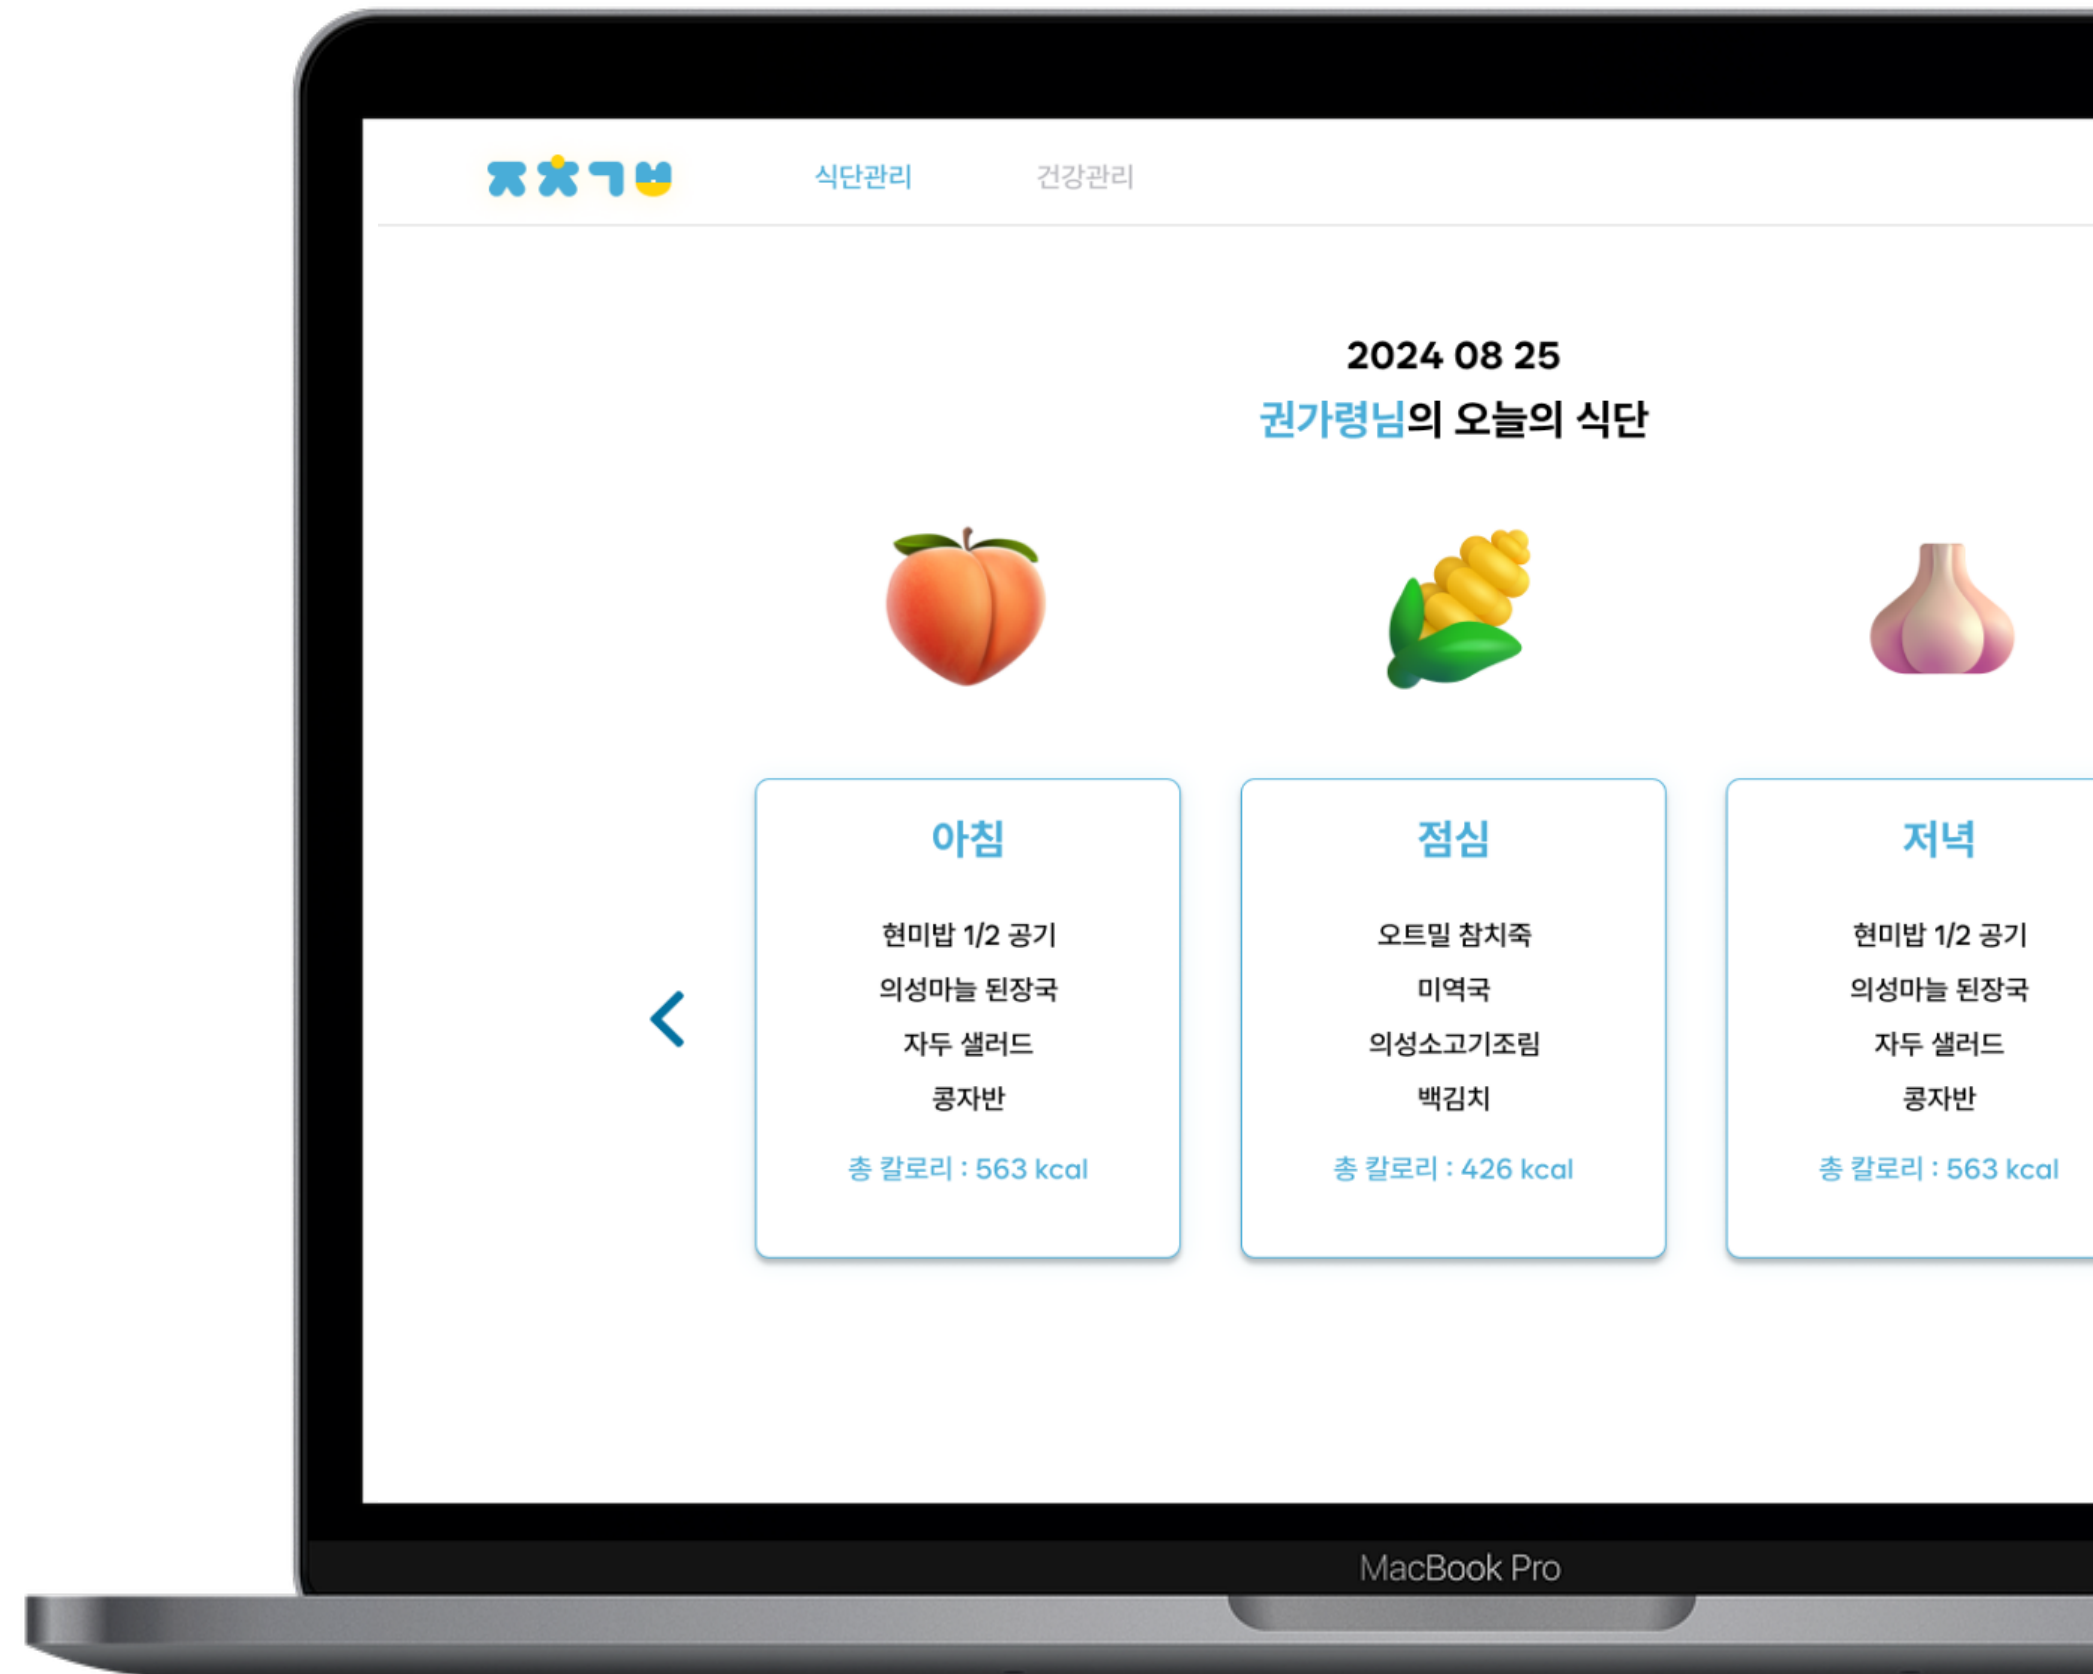 ㅈㅊㄱㅂ
식단관리
건강관리
2024 08 25
권가령님의 오늘의 식단
아침
현미밥 1/2 공기
의성마늘 된장국
자두 샐러드
콩자반
총 칼로리 : 563 kcal
점심
오트밀 참치죽
미역국
의성소고기조림
백김치
총 칼로리 : 426 kcal
저녁
현미밥 1/2 공기
의성마늘 된장국
자두 샐러드
콩자반
총 칼로리 : 563 kcal
MacBook Pro